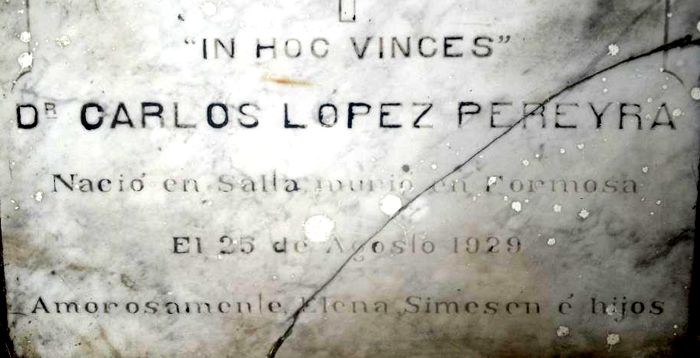 "IN HOC VINCES"
DR CARLOS LOPEZ PEREYRA
Nació en Salta murió en Formosa
El 25 de Agosto 1929
Amorosamente Elena Simesen é hijos